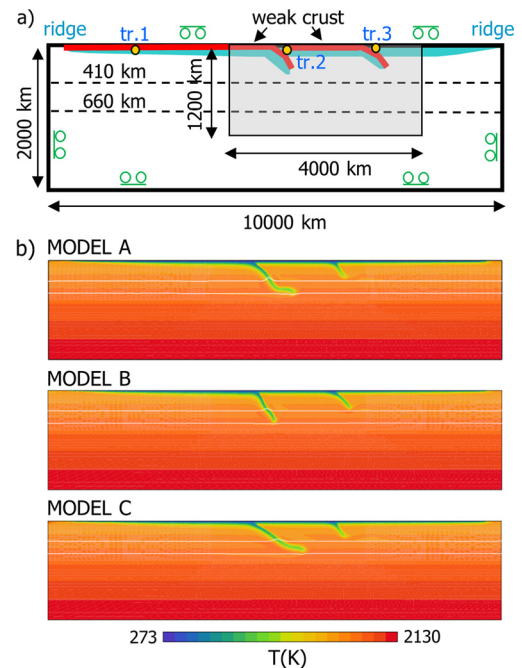 a)
weak crust
ridge
tr.1
tr.3
ridge
tr.2
410 km
660 km
2000 km
1200 km
4000 km
10000 km
b)
MODEL A
MODEL B
MODEL C
273
2130
T(K)